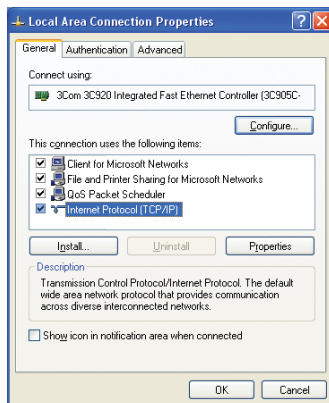 Local Area Connection Properties
General Authentication Advanced
Connect using:
3Com 3C920 Integrated Fast Ethernet Controller (3C905C-
Configure...
This connection uses the following items:
Client for Microsoft Networks
File and Printer Sharing for Microsoft Networks
QoS Packet Scheduler
Internet Protocol (TCP/IP)
Install... Uninstall Properties
Description
Transmission Control Protocol/Internet Protocol. The default
wide area network protocol that provides communication
across diverse interconnected networks.
Show icon in notification area when connected
OK Cancel